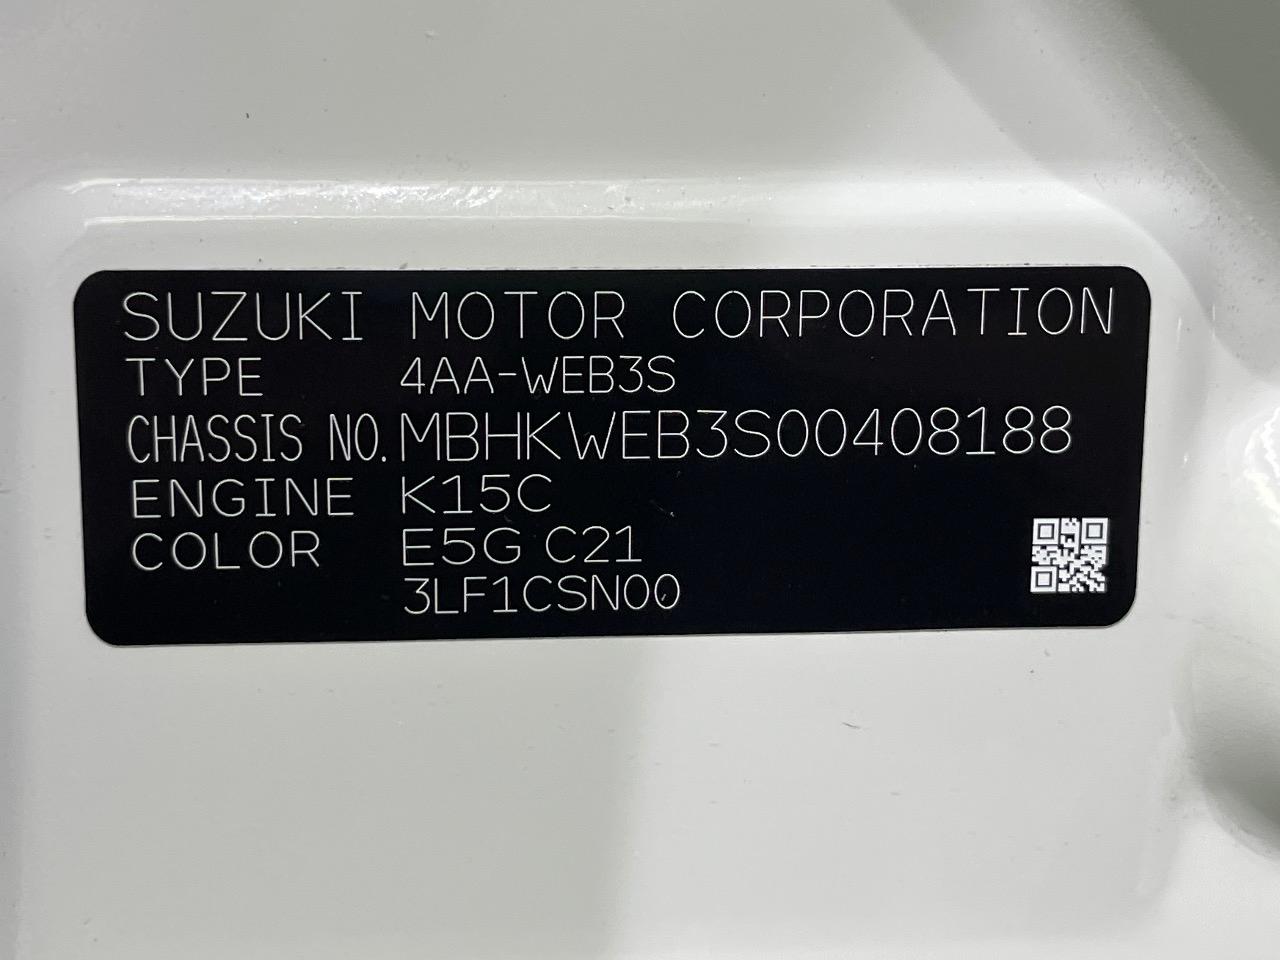 SUZUKI MOTOR CORPORATION
TYPE 4AA-WEB3S
CHASSIS NO. MBHKWEB3S00408188
ENGINE K15C
COLOR E5G C21
3LF1CSN00